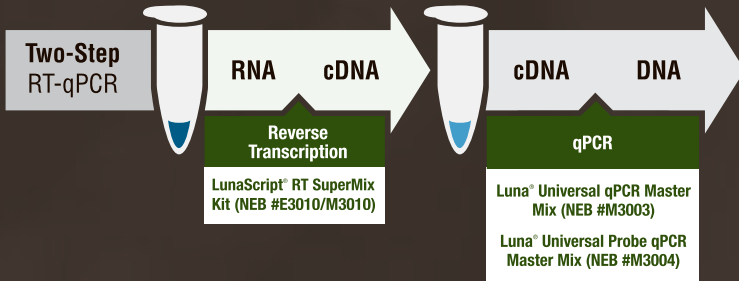 Two-Step
RT-qPCR
RNA
cDNA
cDNA
DNA
Reverse
Transcription
LunaScript® RT SuperMix
Kit (NEB #E3010/M3010)
qPCR
Luna® Universal qPCR Master
Mix (NEB #M3003)
Luna® Universal Probe qPCR
Master Mix (NEB #M3004)